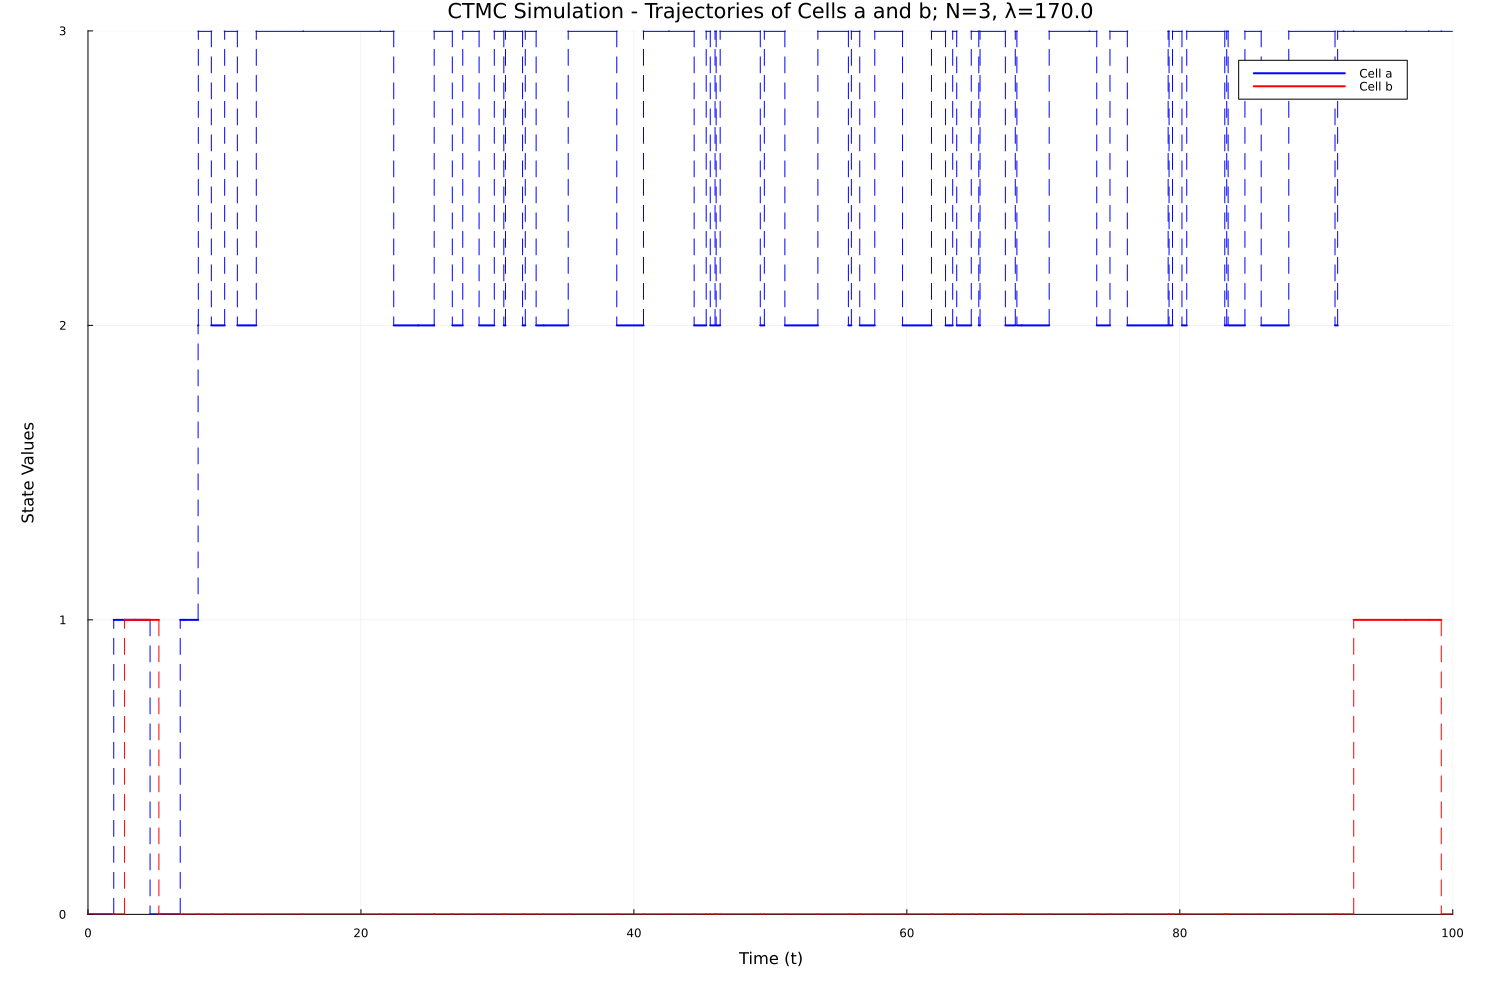 CTMC Simulation - Trajectories of Cells a and b; N=3, λ=170.0
3
Cell a
Cell b
2
State Values
1
0
0 20 40 60 80 100
Time (t)